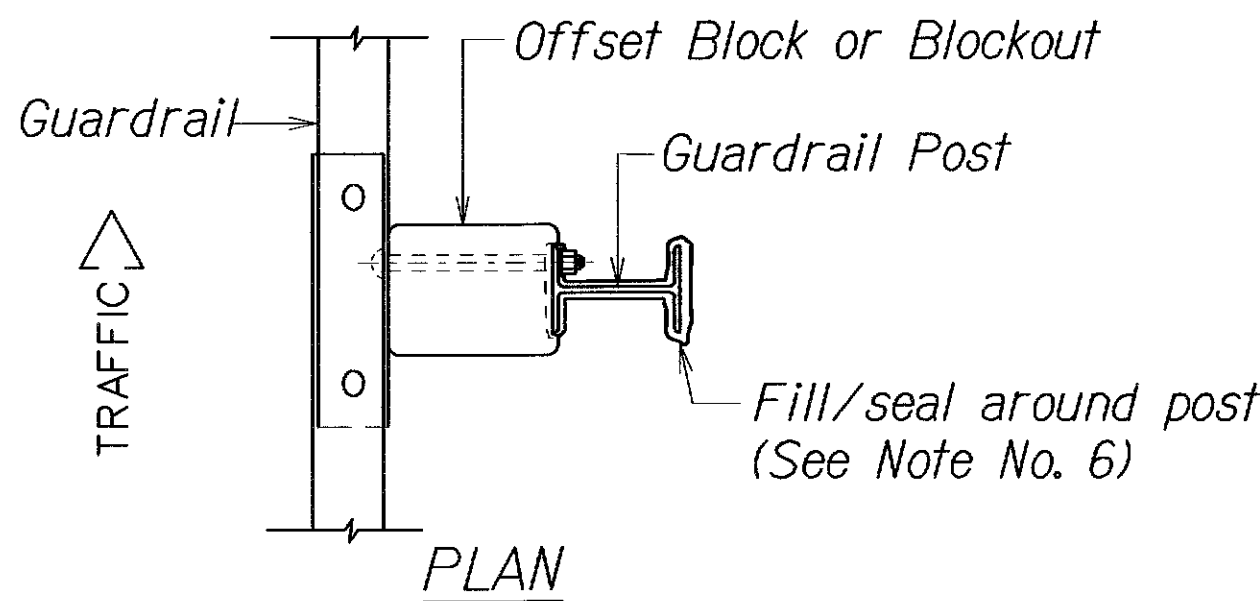 Offset Block or Blockout
Guardrail
Guardrail Post
TRAFFIC
Fill/seal around post
(See Note No. 6)
PLAN